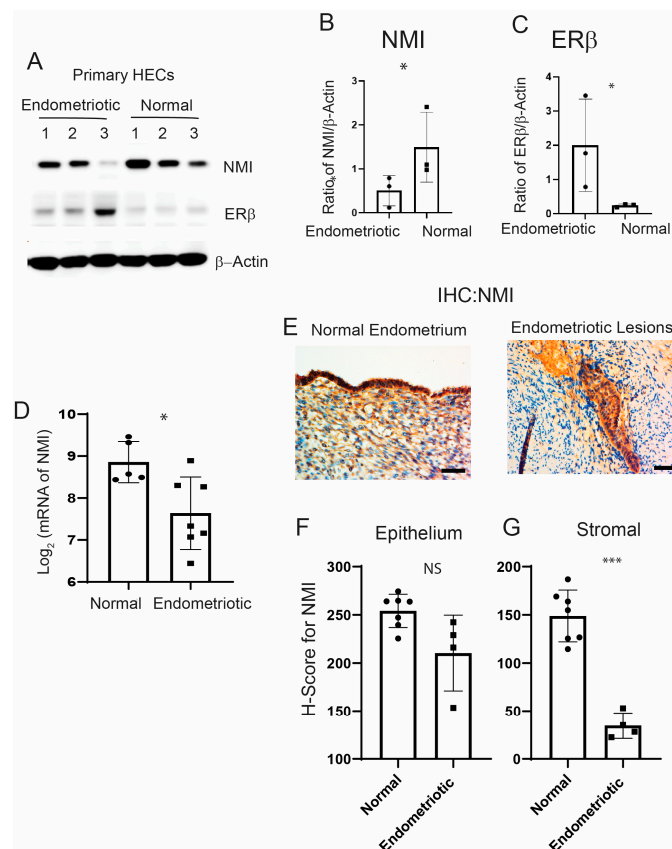 A
Primary HECs
Endometriotic Normal
1 2 3 1 2 3
NMI
ERβ
β–Actin
B
NMI
*
Ratio of NMI/β-Actin
*
3
2
1
0
Endometriotic Normal
C
ERβ
*
Ratio of ERβ/β-Actin
4
3
2
1
0
Endometriotic Normal
IHC:NMI
E
Normal Endometrium
Endometriotic Lesions
D
*
Log2 (mRNA of NMI)
10
9
8
7
6
Normal Endometriotic
F
Epithelium
NS
H-Score for NMI
300
250
200
150
100
Normal
Endometriotic
G
Stromal
***
200
150
100
50
0
Normal
Endometriotic